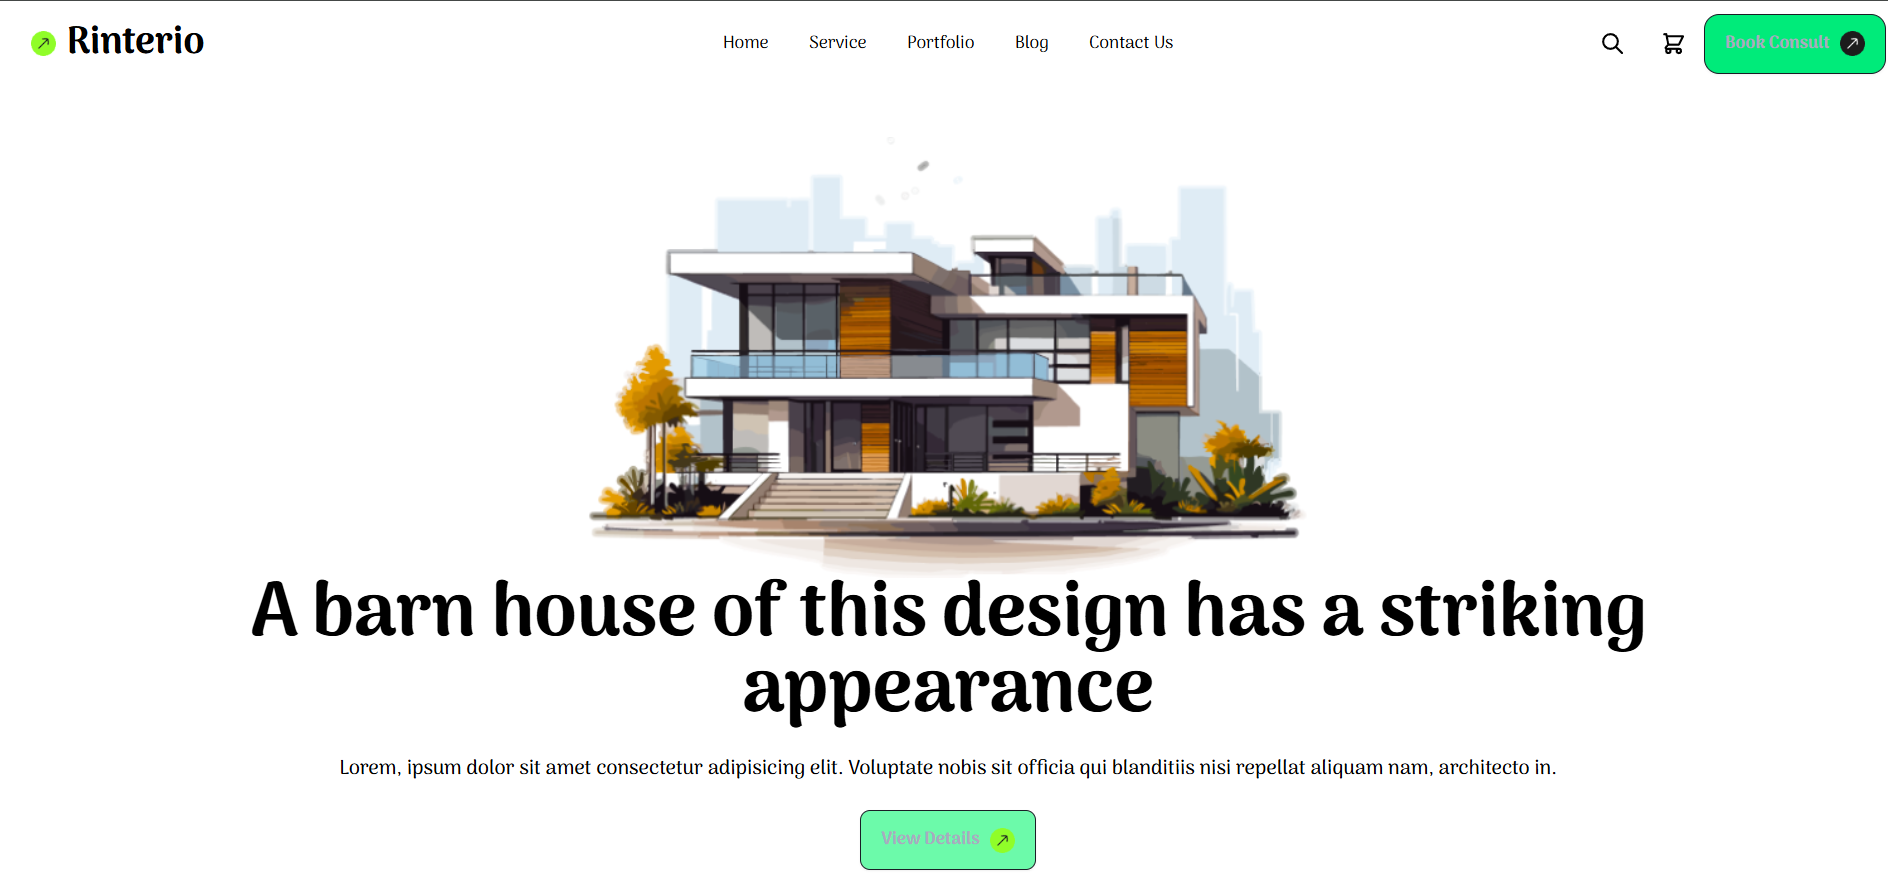 Rinterio
Home Service Portfolio Blog Contact Us
Book Consult
A barn house of this design has a striking
appearance
Lorem, ipsum dolor sit amet consectetur adipisicing elit. Voluptate nobis sit officia qui blanditiis nisi repellat aliquam nam, architecto in.
View Details